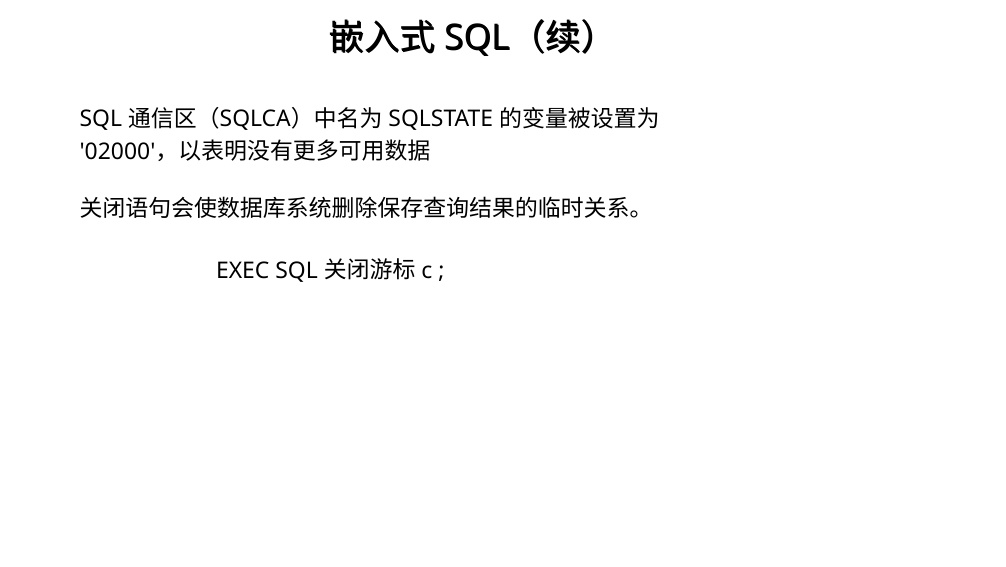 嵌入式 SQL（续）
SQL 通信区（SQLCA）中名为 SQLSTATE 的变量被设置为
'02000'，以表明没有更多可用数据
关闭语句会使数据库系统删除保存查询结果的临时关系。
EXEC SQL 关闭游标 c ;